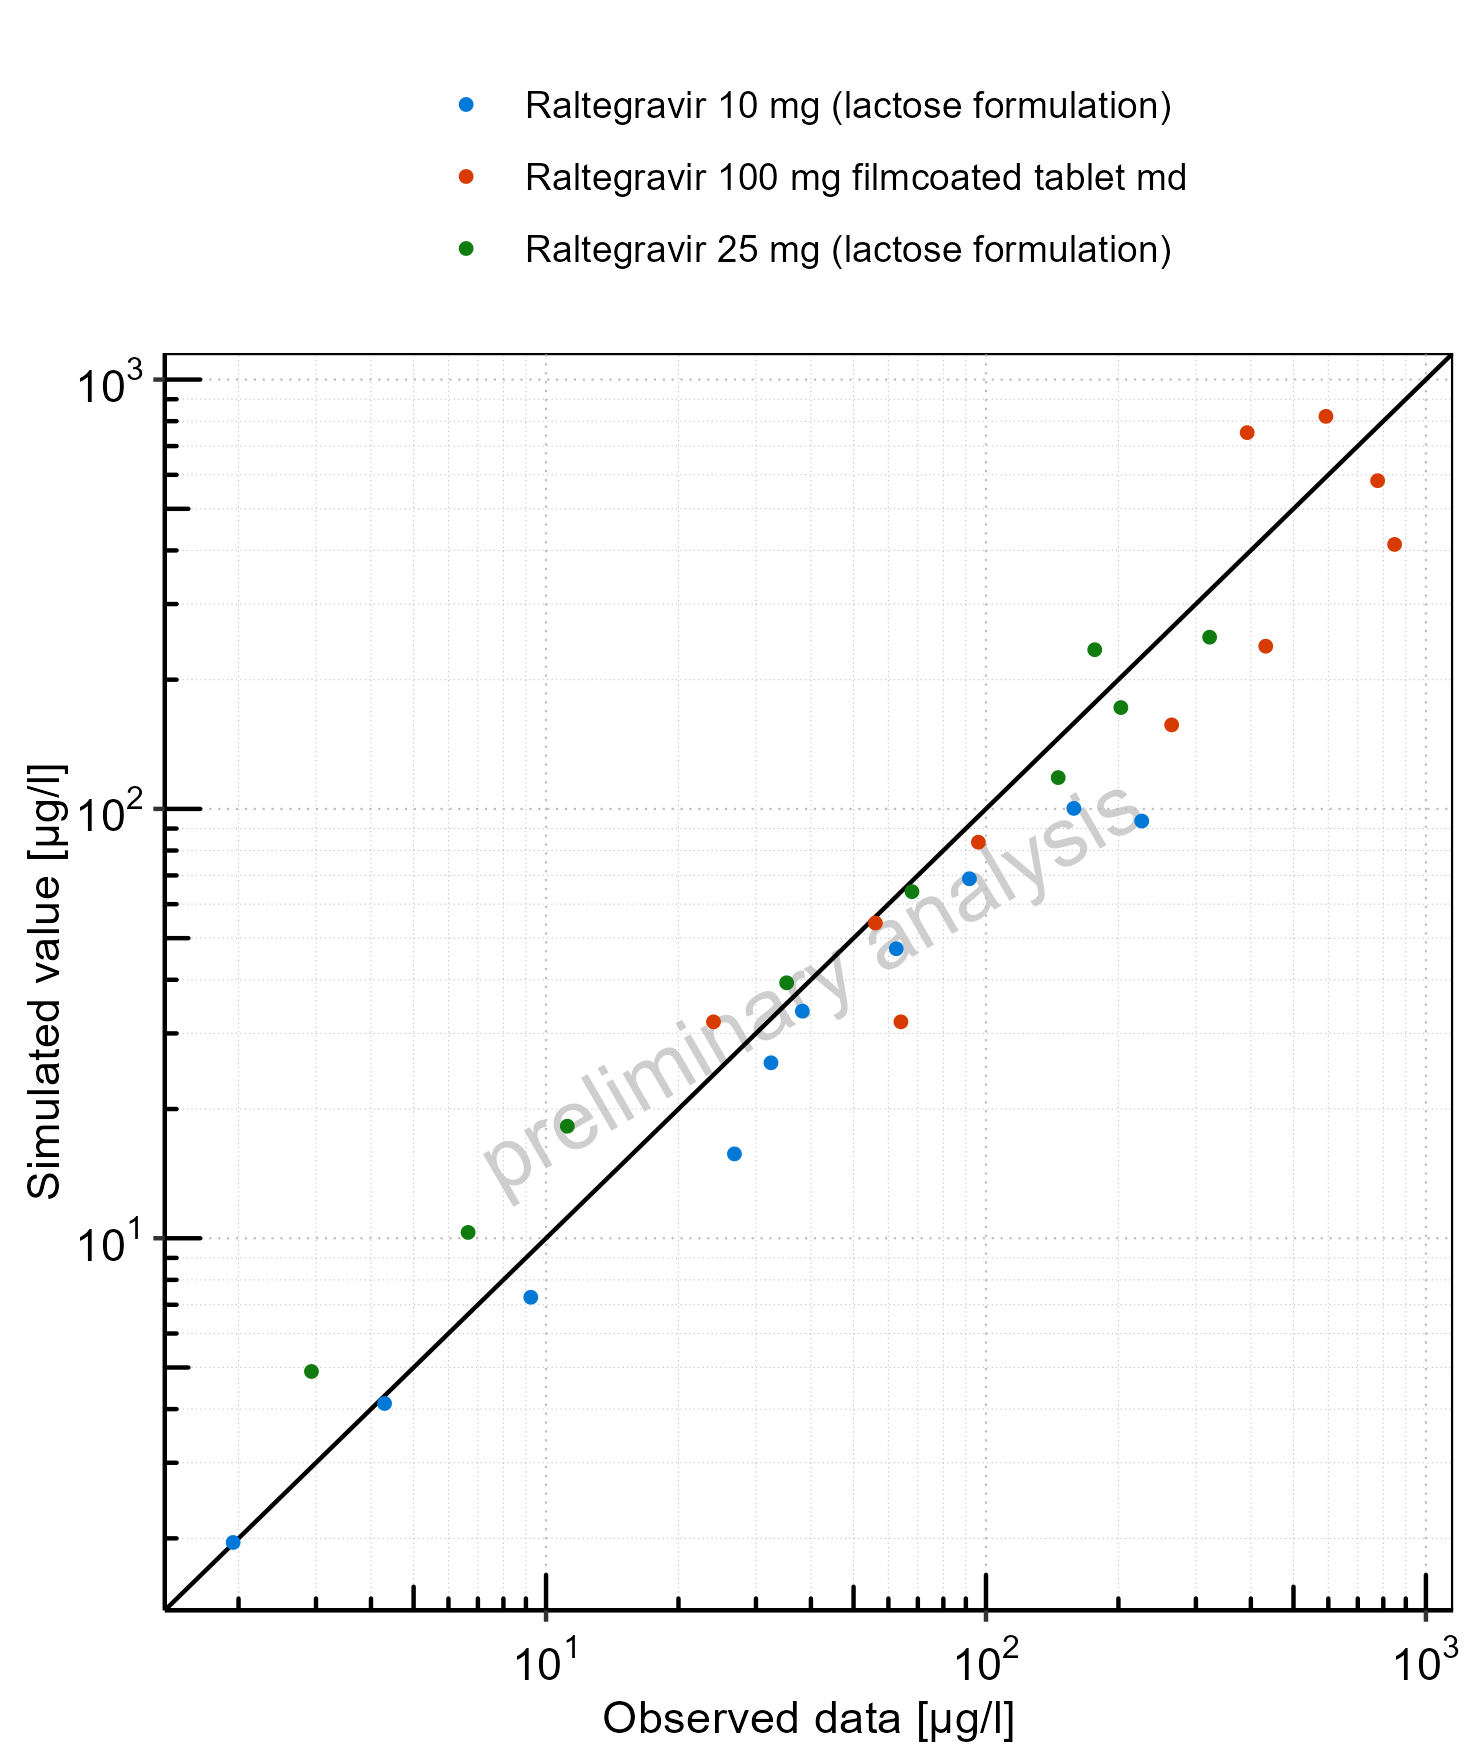 Raltegravir 10 mg (lactose formulation)
Raltegravir 100 mg filmcoated tablet md
Raltegravir 25 mg (lactose formulation)
10³
10²
10¹
Simulated value [µg/l]
preliminary analysis
10¹ 10² 10³
Observed data [µg/l]